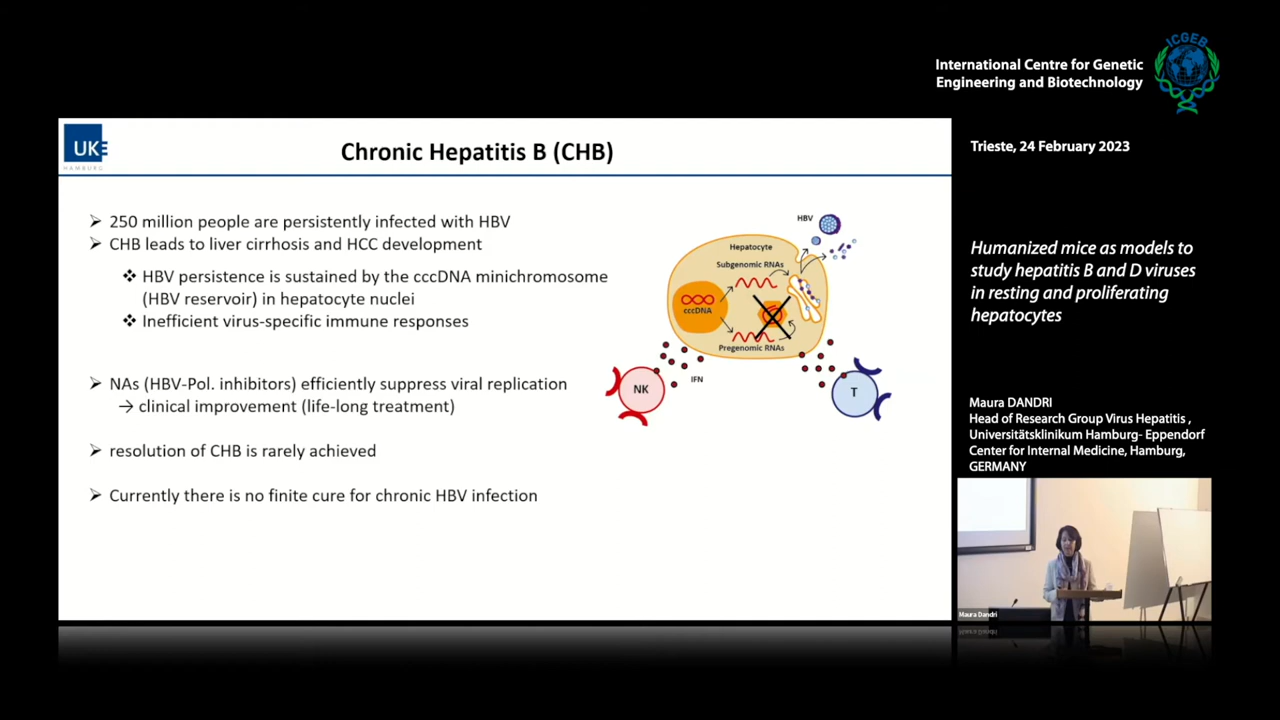 ICGEB
International Centre for Genetic
Engineering and Biotechnology
UKE
HAMBURG
Chronic Hepatitis B (CHB)
Trieste, 24 February 2023
➢ 250 million people are persistently infected with HBV
➢ CHB leads to liver cirrhosis and HCC development
❖ HBV persistence is sustained by the cccDNA minichromosome
(HBV reservoir) in hepatocyte nuclei
❖ Inefficient virus-specific immune responses
➢ NAs (HBV-Pol. inhibitors) efficiently suppress viral replication
→ clinical improvement (life-long treatment)
➢ resolution of CHB is rarely achieved
➢ Currently there is no finite cure for chronic HBV infection
HBV
Hepatocyte
Subgenomic RNAs
cccDNA
Pregenomic RNAs
IFN
NK
T
Humanized mice as models to
study hepatitis B and D viruses
in resting and proliferating
hepatocytes
Maura DANDRI
Head of Research Group Virus Hepatitis ,
Universitätsklinikum Hamburg- Eppendorf
Center for Internal Medicine, Hamburg,
GERMANY
Maura Dandri